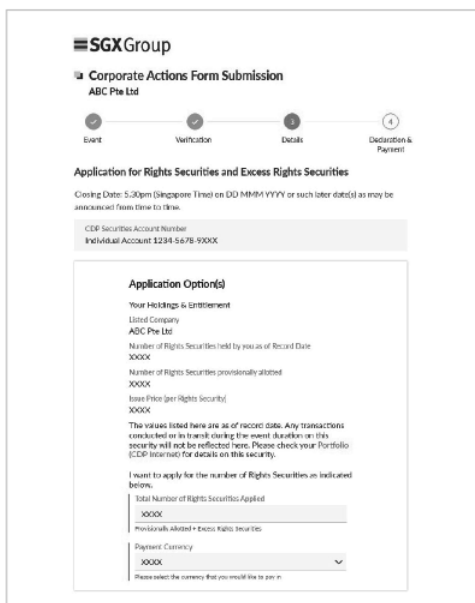 SGXGroup
Corporate Actions Form Submission
ABC Pte Ltd
3
4
Event
Verification
Details
Declaration &
Payment
Application for Rights Securities and Excess Rights Securities
Closing Date: 5.30pm (Singapore Time) on DD MMM YYYY or such later date(s) as may be
announced from time to time.
CDP Securities Account Number
Individual Account 1234-5678-9XXX
Application Option(s)
Your Holdings & Entitlement
Listed Company
ABC Pte Ltd
Number of Rights Securities held by you as of Record Date
XXXX
Number of Rights Securities provisionally allotted
XXXX
Issue Price (per Rights Security)
XXXX
The values listed here are as of record date. Any transactions
conducted or in transit during the event duration on this
security will not be reflected here. Please check your Portfolio
(CDP Internet) for details on this security.
I want to apply for the number of Rights Securities as indicated
below.
Total Number of Rights Securities Applied
XXXX
Provisionally Allotted + Excess Rights Securities
Payment Currency
XXXX
Please select the currency that you would like to pay in